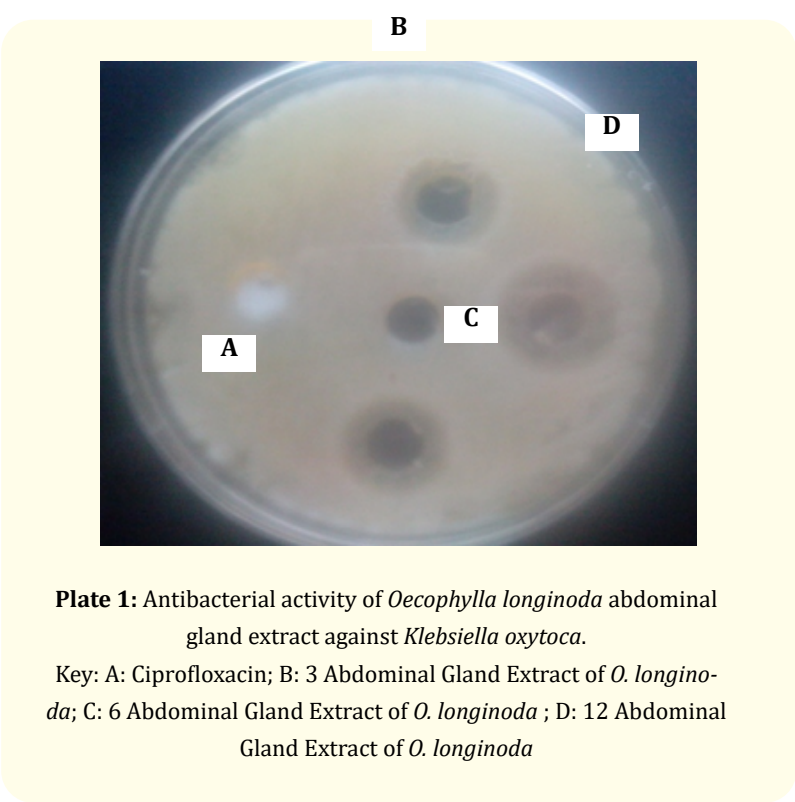 B
D
C
A
Plate 1: Antibacterial activity of Oecophylla longinoda abdominal
gland extract against Klebsiella oxytoca.
Key: A: Ciprofloxacin; B: 3 Abdominal Gland Extract of O. longino-
da; C: 6 Abdominal Gland Extract of O. longinoda ; D: 12 Abdominal
Gland Extract of O. longinoda